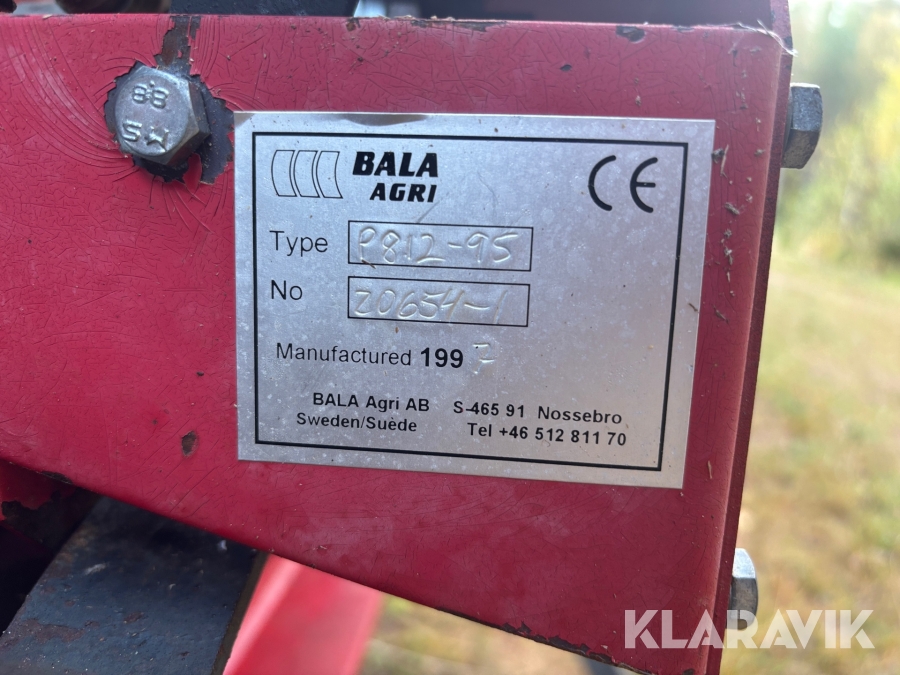 88
MS
BALA
AGRI
CE
Type P812-95
No 20654-1
Manufactured 199
BALA Agri AB S-465 91 Nossebro
Sweden/Suède Tel +46 512 811 70
KLARAVIK